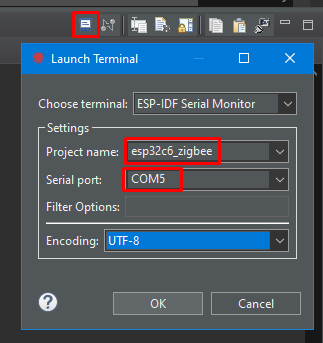 Launch Terminal
Choose terminal: ESP-IDF Serial Monitor
Settings
Project name: esp32c6_zigbee
Serial port: COM5
Filter Options:
Encoding: UTF-8
?
OK Cancel